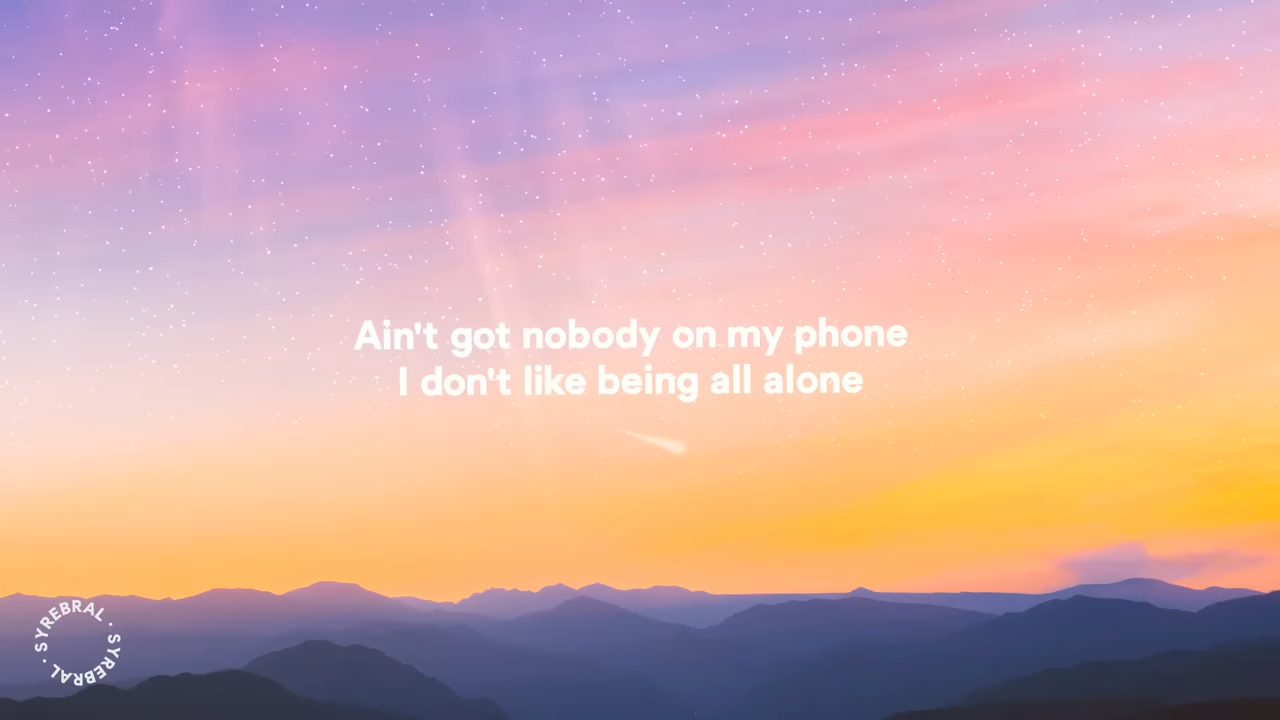 Ain't got nobody on my phone
I don't like being all alone
SYREBRAL · SYREBRAL ·